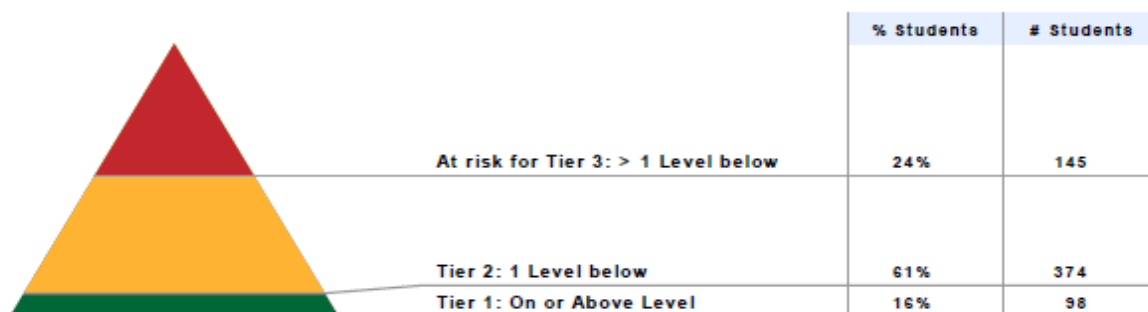 % Students # Students
At risk for Tier 3: > 1 Level below 24% 145
Tier 2: 1 Level below 61% 374
Tier 1: On or Above Level 16% 98